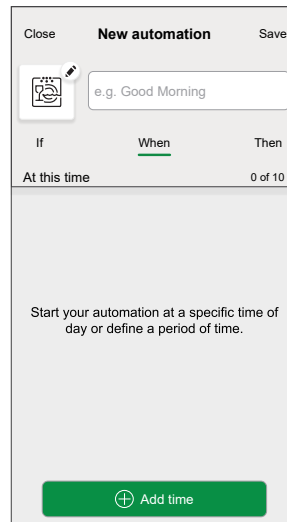 Close New automation Save
e.g. Good Morning
If When Then
At this time 0 of 10
Start your automation at a specific time of
day or define a period of time.
Add time